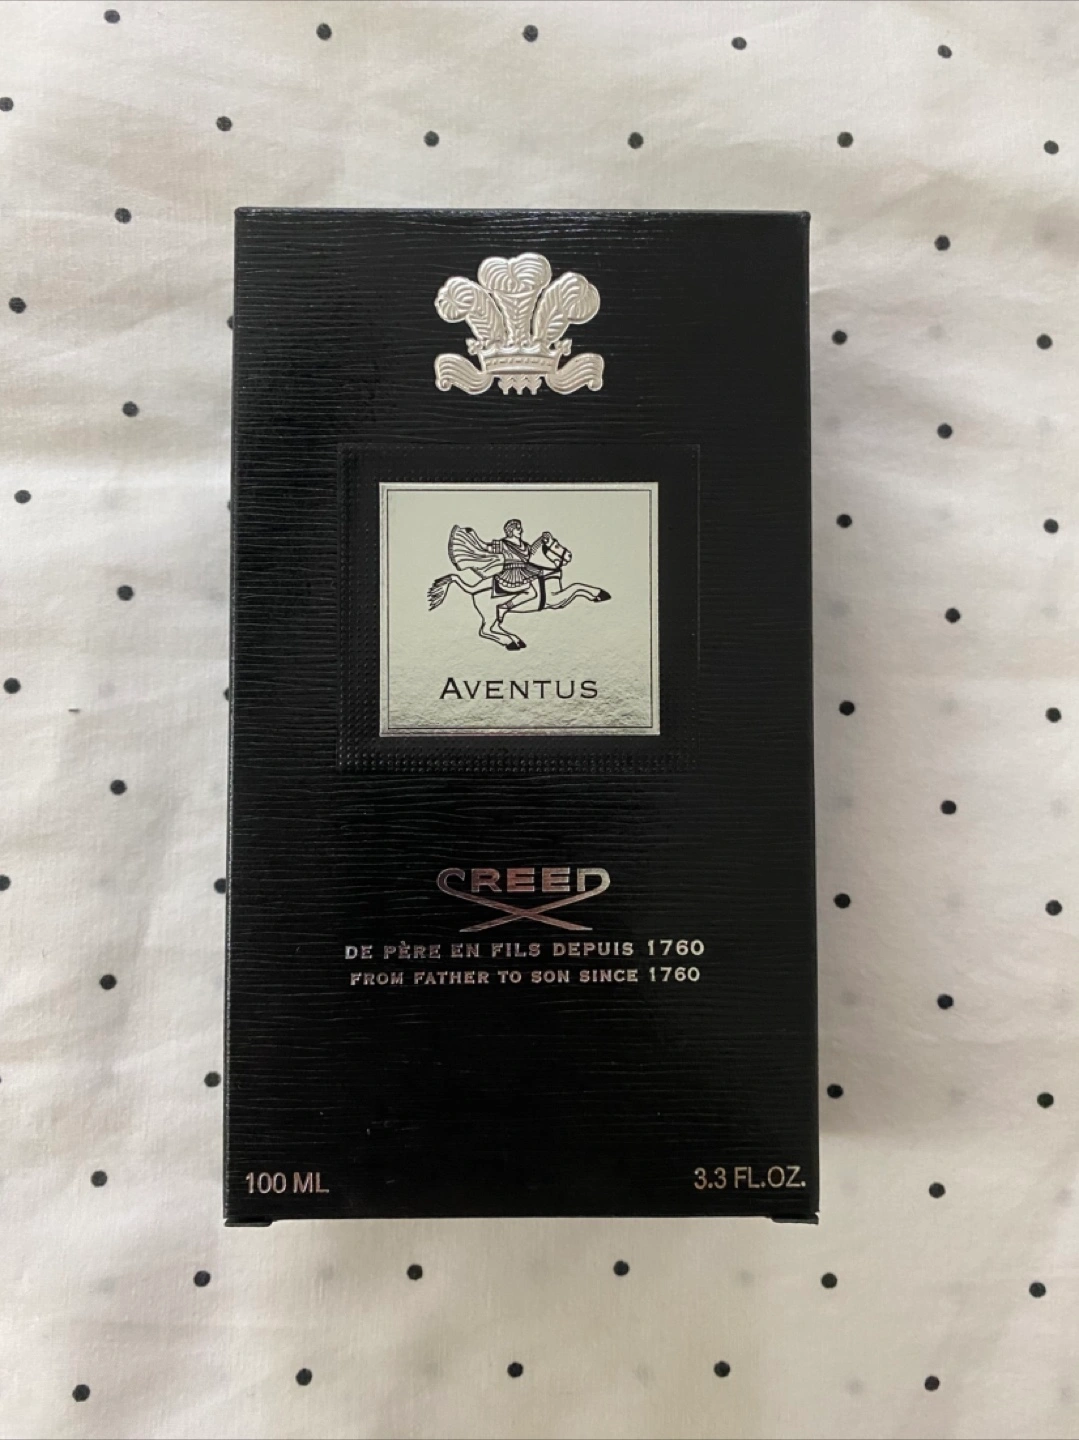 AVENTUS
CREED
DE PÈRE EN FILS DEPUIS 1760
FROM FATHER TO SON SINCE 1760
100 ML
3.3 FL.OZ.